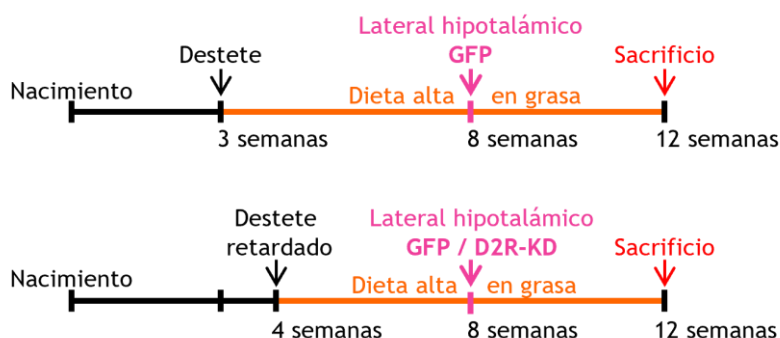 Lateral hipotalámico
Destete GFP Sacrificio
Nacimiento Dieta alta en grasa
3 semanas 8 semanas 12 semanas
Destete Lateral hipotalámico
retardado GFP / D2R-KD Sacrificio
Nacimiento Dieta alta en grasa
4 semanas 8 semanas 12 semanas